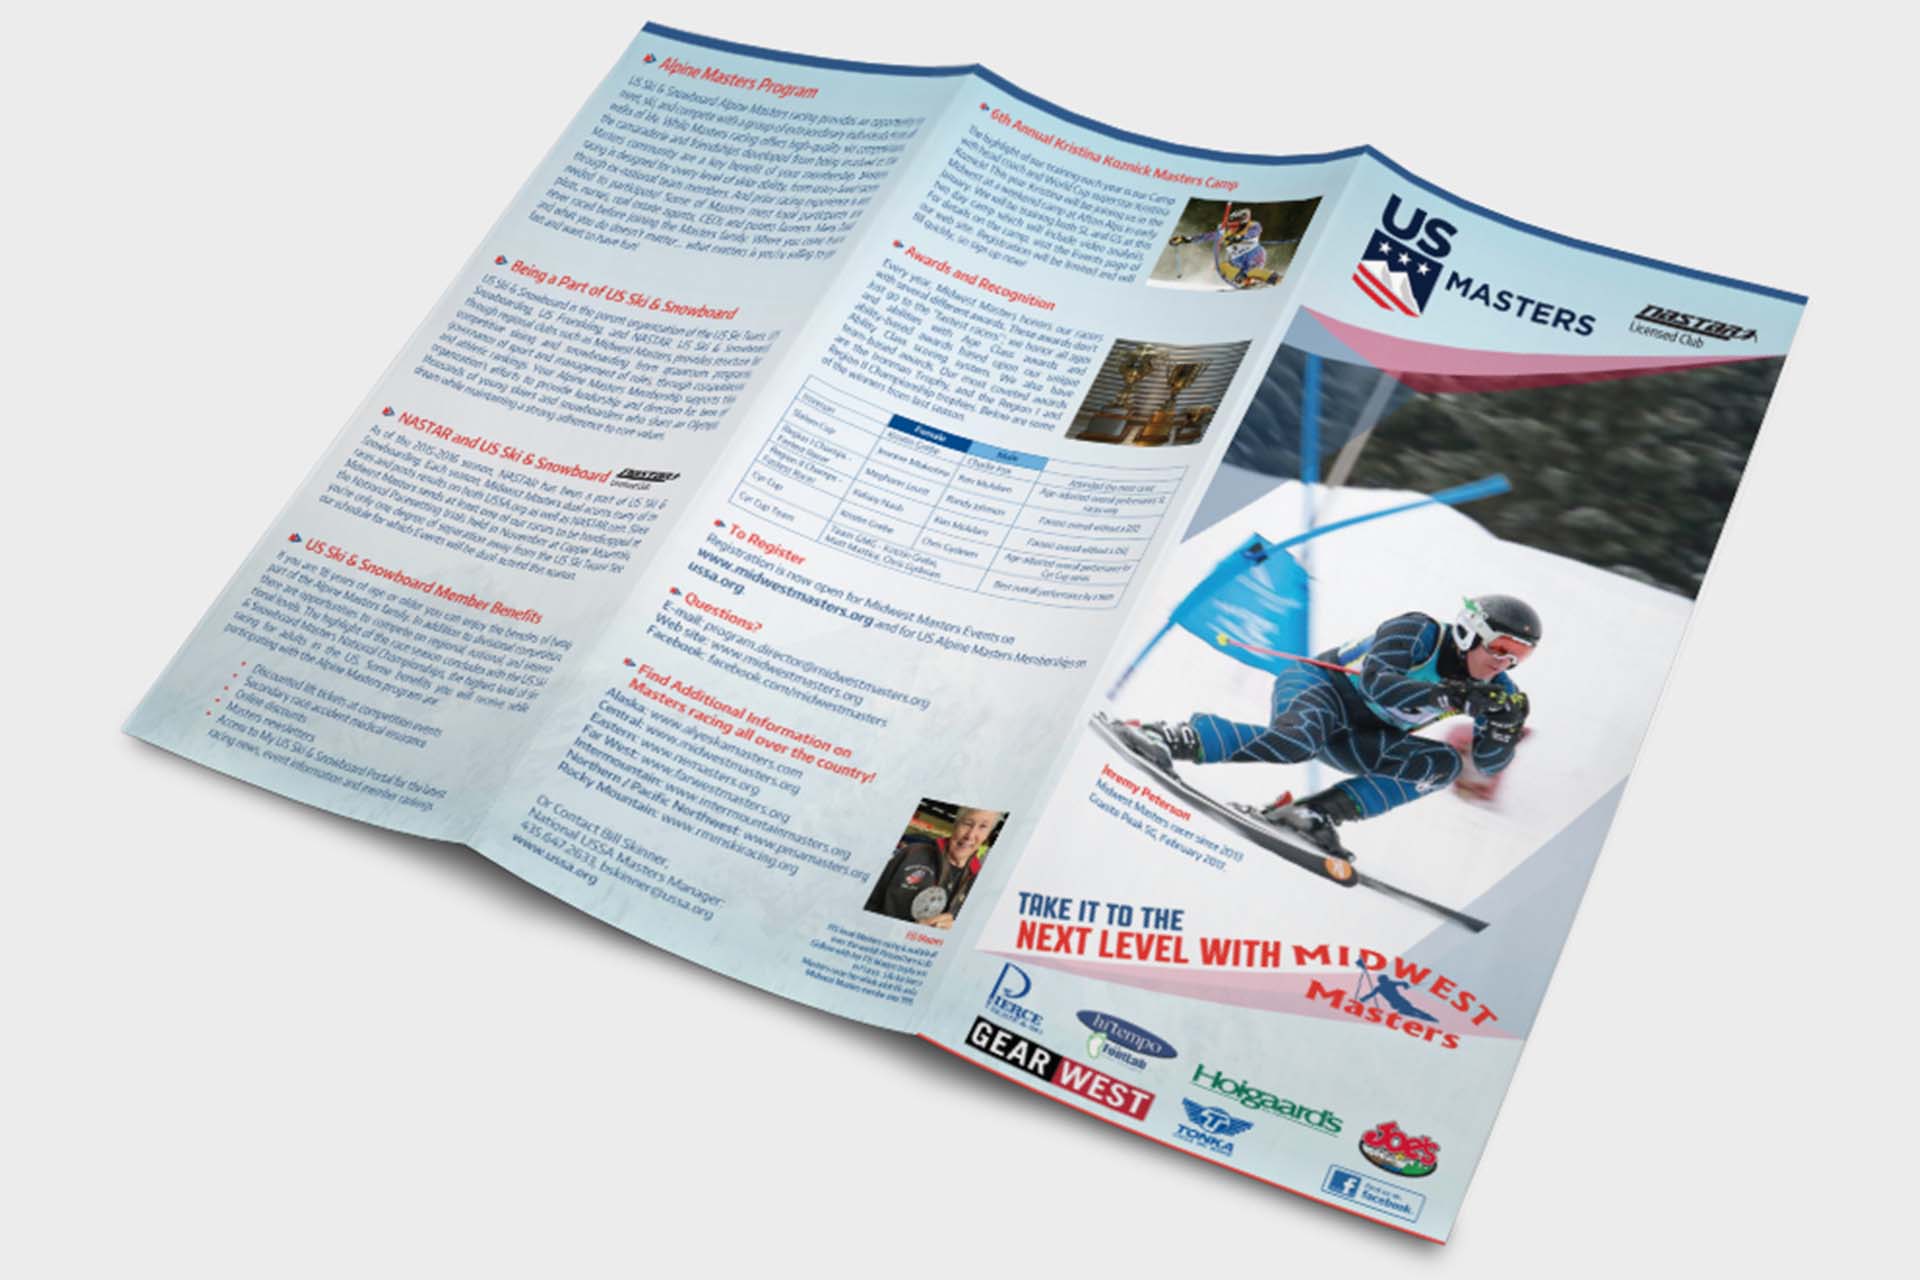 Alpine Masters Program
US Ski & Snowboard Alpine Masters racing provides an opportunity to
meet, ski, and compete with a group of extraordinary individuals from all
walks of life. While Masters racing offers high-quality ski competition,
the camaraderie and friendships developed from being involved in the
Masters community are a key benefit of your membership.
racing is designed for every level of skier ability, from entry-level racers
through ex-national team members. And prior racing experience is
needed to participate! Some of Masters most loyal participants are
pilots, nurses, real estate agents, CEOs,
never raced before joining the Masters family. Where you come from
and what you do doesn't matter... what matters is you're willing to
fast, and want to have fun!
Being a Part of US Ski & Snowboard
US Ski & Snowboard is the parent organization of the US Ski Team, US
Snowboarding, US Freeskiing, and NASTAR. US Ski & Snowboard
competitive skiing and snowboarding from grassroots programs
through regional clubs such as Midwest Masters, provides structure
governance of sport and management of rules, through competitions
and athletic rankings. Your Alpine Masters Membership supports the
organization's efforts to provide leadership and direction for tens of
thousands of young skiers and snowboarders who share an Olympic
dream while maintaining a strong adherence to core values.
NASTAR and US Ski & Snowboard
NASTAR
Licensed Club
As of the 2015-2016 season, NASTAR has been a part of US Ski &
Snowboarding. Each season, Midwest Masters dual scores many of its
races and posts results on both USSA.org as well as NASTAR.com. Since
Midwest Masters sends at least one of our racers to be handicapped at
the National Pacesetting trials held in November at Copper Mountain,
you're only one degree of separation away from the US Ski Team! See
our schedule for which Events will be dual-scored this season.
US Ski & Snowboard Member Benefits
If you are 18 years of age or older you can enjoy the benefits of being
part of the Alpine Masters family. In addition to divisional competition
there are opportunities to compete on regional, national, and interna-
tional levels. The highlight of the race season concludes with the US Ski
& Snowboard Masters National Championships, the highest level of ski
racing for adults in the US. Some benefits you will receive while
participating with the Alpine Masters program are:
• Discounted lift tickets at competition events
• Secondary race accident medical insurance
• Online discounts
• Masters newsletters
• Access to My US Ski & Snowboard Portal for the latest
racing news, event information and member rankings
6th Annual Kristina Koznick Masters Camp
The highlight of our training each year is our Camp
with head coach and World Cup superstar Kristina
Koznick! This year Kristina will be joining us in the
Midwest at a weekend camp at Afton Alps in early
January. We will be training both SL and GS at this
two day camp, which will include video analysis.
For details on the camp, visit the Events page of
our web site. Registration will be limited and will
fill quickly, so sign up now!
Awards and Recognition
Every year, Midwest Masters honors our racers
with several different awards. These awards don't
just go to the "fastest racers", we honor all ages
and abilities with Age Class awards and
ability-based awards based upon our unique
Ability Class scoring system. We also have
team-based awards. Our most coveted awards
are the Ironman Trophy, and the Region I and
Region II Championship trophies. Below are some
of the winners from last season.
Female Male
Ironman Kristin Grebe Charlie Fox Attended the most races
Slalom Cup Jeanine Ron McAdam Age-adjusted overall performance SL races only
Region I Champs - Fastest Racer Meghann Randy Johnson Fastest overall without a DSQ
Region II Champs - Fastest Racer Kelsey Ron McAdam Fastest overall without a DSQ
Cyr Cup Kristin Grebe Chris Cydesen Age-adjusted overall performance for Cyr Cup series
Cyr Cup Team Team GMG - Kristin Grebe, Matt Mattice, Chris Cydesen Best overall performance by a team
To Register
Registration is now open for Midwest Masters Events on
www.midwestmasters.org and for US Alpine Masters Membership on
ussa.org.
Questions?
E-mail: program.director@midwestmasters.org
Web site: www.midwestmasters.org
Facebook: facebook.com/midwestmasters
Find Additional Information on
Masters racing all over the country!
Alaska: www.alyeskamasters.com
Central: www.midwestmasters.org
Eastern: www.nemasters.org
Far West: www.farwestmasters.org
Intermountain: www.intermountainmasters.org
Northern / Pacific Northwest: www.pnsamasters.org
Rocky Mountain: www.rmmskiracing.org
Or Contact Bill Skinner,
National USSA Masters Manager:
435.647.2633, bskinner@ussa.org
www.ussa.org
US
MASTERS
NASTAR
Licensed Club
Jeremy Peterson
Midwest Masters racer since 2013
Granite Peak SG, February 2017.
TAKE IT TO THE
NEXT LEVEL WITH MIDWEST
Masters
PIERCE
hi tempo
FootLab
GEAR WEST
Hoigaard's
TONKA
Joe's
Find us on
facebook.